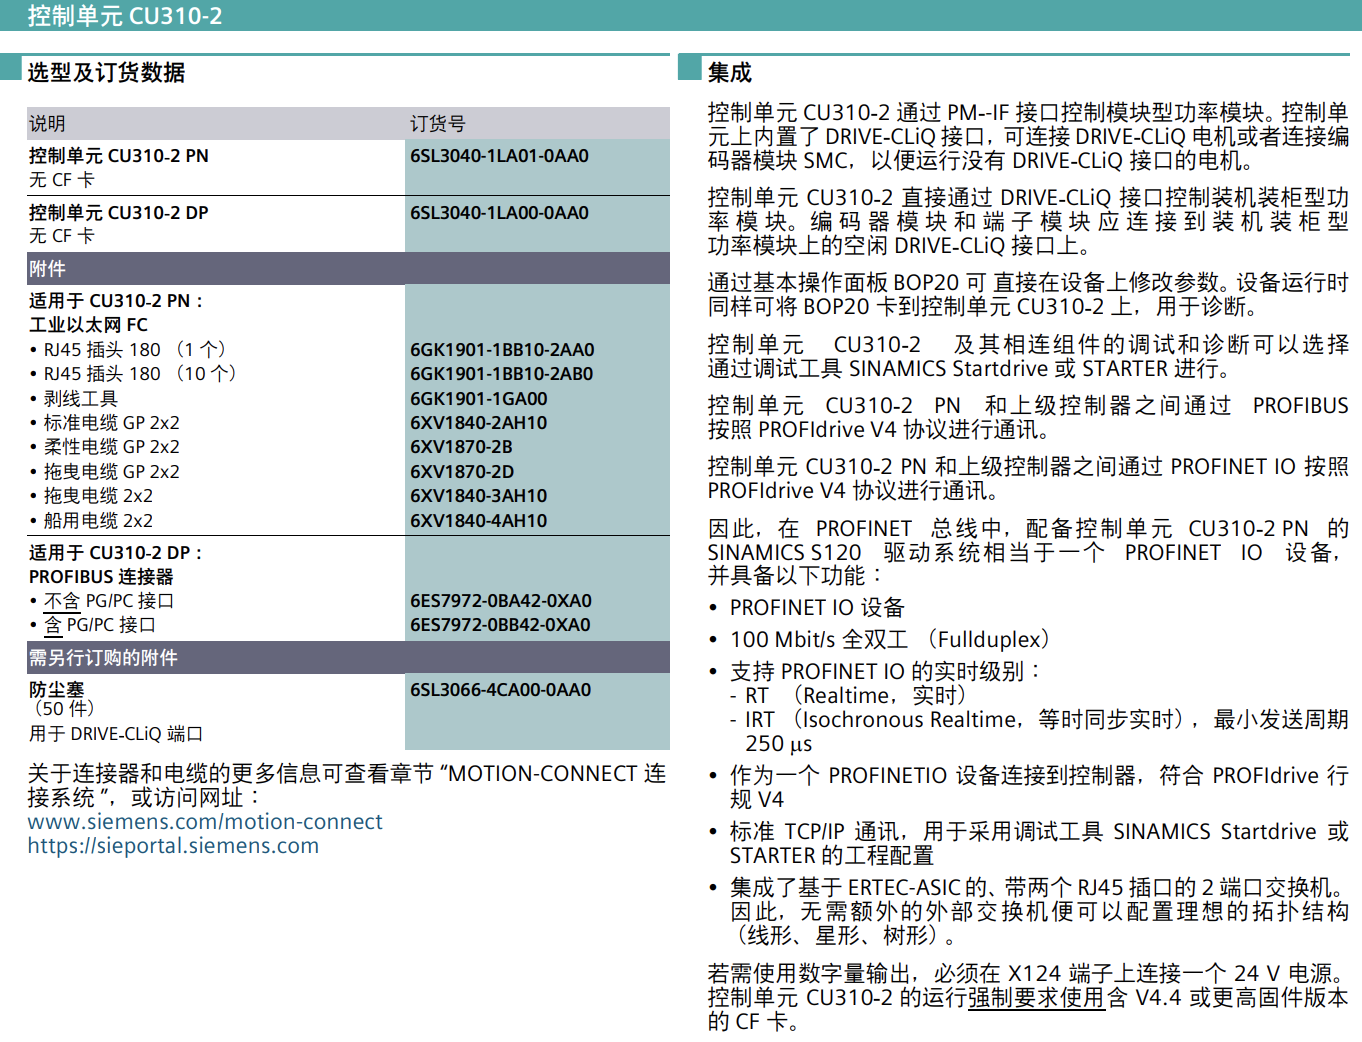 控制单元 CU310-2
选型及订货数据
说明 订货号
控制单元 CU310-2 PN 6SL3040-1LA01-0AA0
无 CF 卡
控制单元 CU310-2 DP 6SL3040-1LA00-0AA0
无 CF 卡
附件
适用于 CU310-2 PN：
工业以太网 FC
• RJ45 插头 180 （1 个） 6GK1901-1BB10-2AA0
• RJ45 插头 180 （10 个） 6GK1901-1BB10-2AB0
• 剥线工具 6GK1901-1GA00
• 标准电缆 GP 2x2 6XV1840-2AH10
• 柔性电缆 GP 2x2 6XV1870-2B
• 拖曳电缆 GP 2x2 6XV1870-2D
• 拖曳电缆 2x2 6XV1840-3AH10
• 船用电缆 2x2 6XV1840-4AH10
适用于 CU310-2 DP：
PROFIBUS 连接器
• 不含 PG/PC 接口 6ES7972-0BA42-0XA0
• 含 PG/PC 接口 6ES7972-0BB42-0XA0
需另行订购的附件
防尘塞 6SL3066-4CA00-0AA0
（50 件）
用于 DRIVE-CLiQ 端口
关于连接器和电缆的更多信息可查看章节 “MOTION-CONNECT 连
接系统 ”，或访问网址：
www.siemens.com/motion-connect
https://sieportal.siemens.com
集成
控制单元 CU310-2 通过 PM--IF 接口控制模块型功率模块。控制单
元上内置了 DRIVE-CLiQ 接口，可连接 DRIVE-CLiQ 电机或者连接编
码器模块 SMC，以便运行没有 DRIVE-CLiQ 接口的电机。
控制单元 CU310-2 直接通过 DRIVE-CLiQ 接口控制装机装柜型功
率模块。编码器模块和端子模块应连接到装机装柜型
功率模块上的空闲 DRIVE-CLiQ 接口上。
通过基本操作面板 BOP20 可 直接在设备上修改参数。设备运行时
同样可将 BOP20 卡到控制单元 CU310-2 上，用于诊断。
控制单元 CU310-2 及其相连组件的调试和诊断可以选择
通过调试工具 SINAMICS Startdrive 或 STARTER 进行。
控制单元 CU310-2 PN 和上级控制器之间通过 PROFIBUS
按照 PROFIdrive V4 协议进行通讯。
控制单元 CU310-2 PN 和上级控制器之间通过 PROFINET IO 按照
PROFIdrive V4 协议进行通讯。
因此，在 PROFINET 总线中，配备控制单元 CU310-2 PN 的
SINAMICS S120 驱动系统相当于一个 PROFINET IO 设备，
并具备以下功能：
• PROFINET IO 设备
• 100 Mbit/s 全双工 （Fullduplex）
• 支持 PROFINET IO 的实时级别：
- RT （Realtime，实时）
- IRT （Isochronous Realtime，等时同步实时），最小发送周期
250 µs
• 作为一个 PROFINETIO 设备连接到控制器，符合 PROFIdrive 行
规 V4
• 标准 TCP/IP 通讯，用于采用调试工具 SINAMICS Startdrive 或
STARTER 的工程配置
• 集成了基于 ERTEC-ASIC 的、带两个 RJ45 插口的 2 端口交换机。
因此，无需额外的外部交换机便可以配置理想的拓扑结构
（线形、星形、树形）。
若需使用数字量输出，必须在 X124 端子上连接一个 24 V 电源。
控制单元 CU310-2 的运行强制要求使用含 V4.4 或更高固件版本
的 CF 卡。